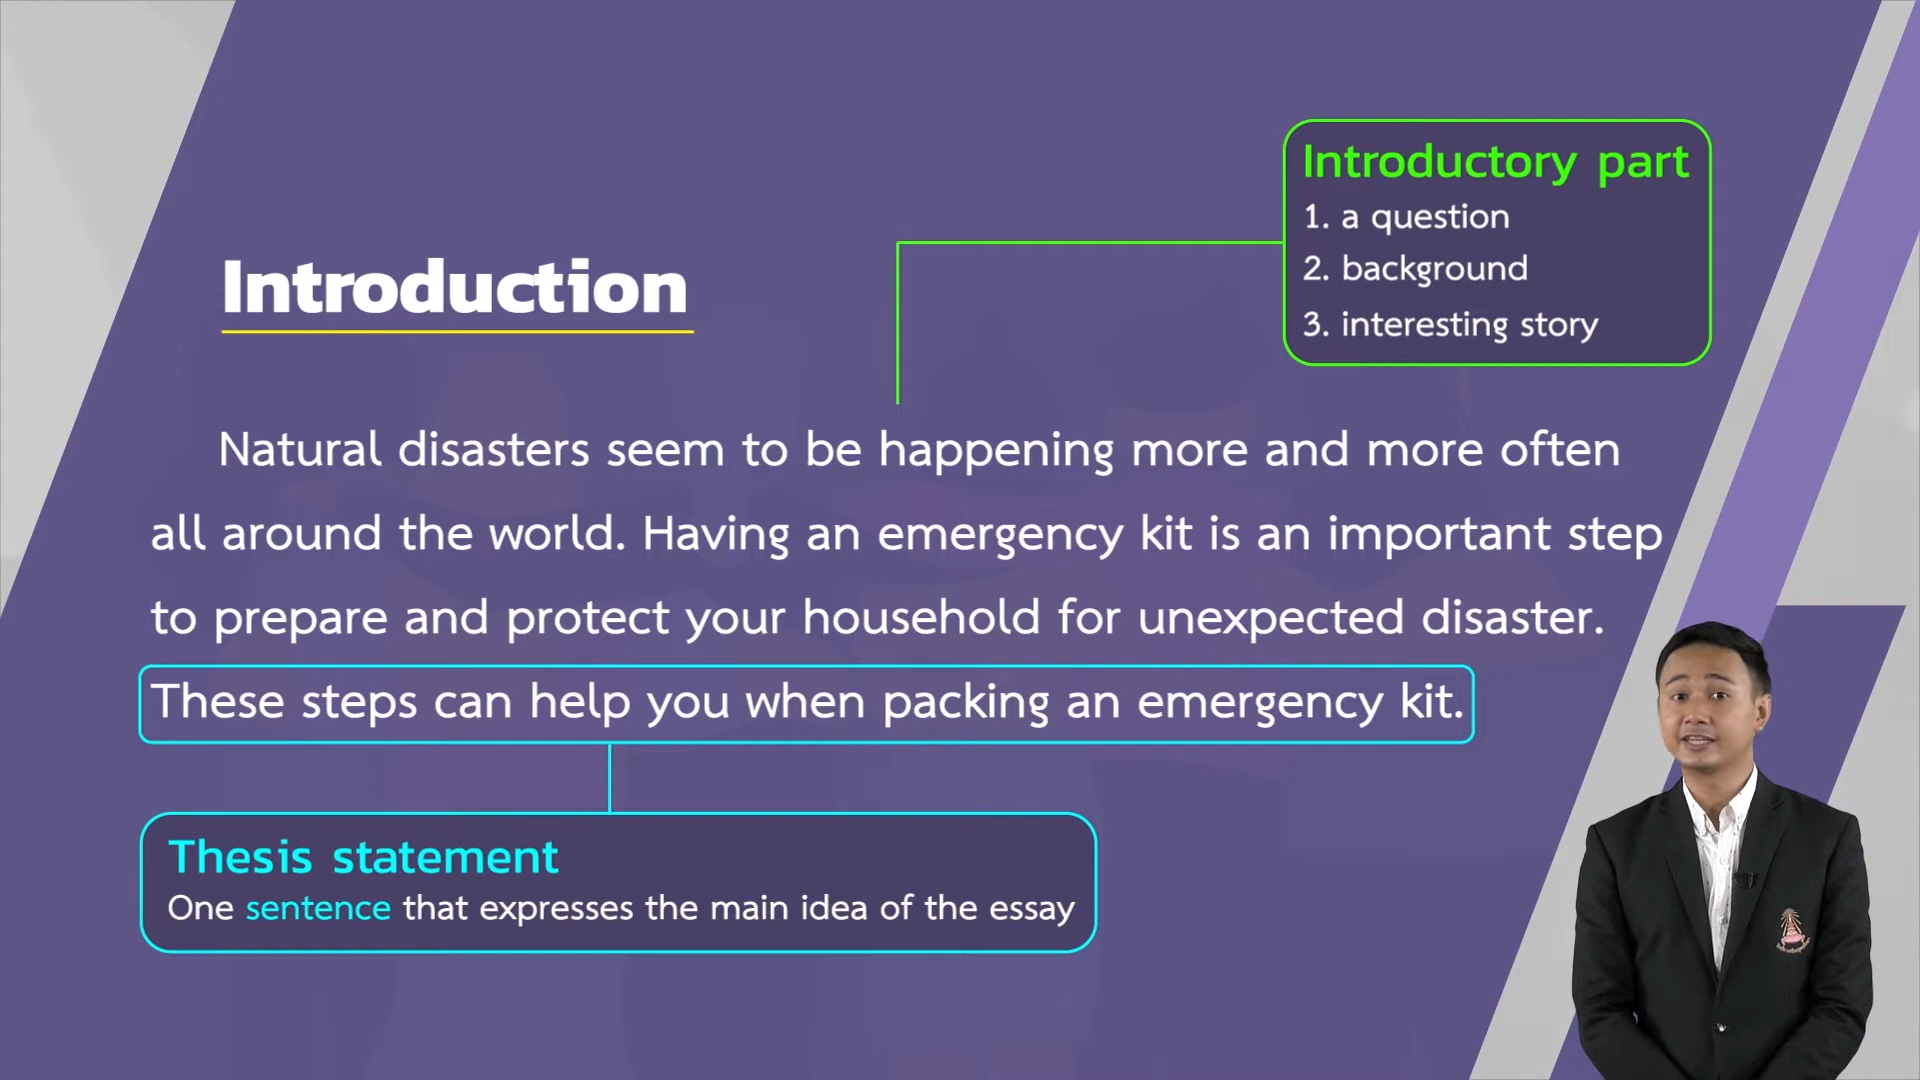 Introductory part
1. a question
2. background
3. interesting story
Introduction
Natural disasters seem to be happening more and more often
all around the world. Having an emergency kit is an important step
to prepare and protect your household for unexpected disaster.
These steps can help you when packing an emergency kit.
Thesis statement
One sentence that expresses the main idea of the essay